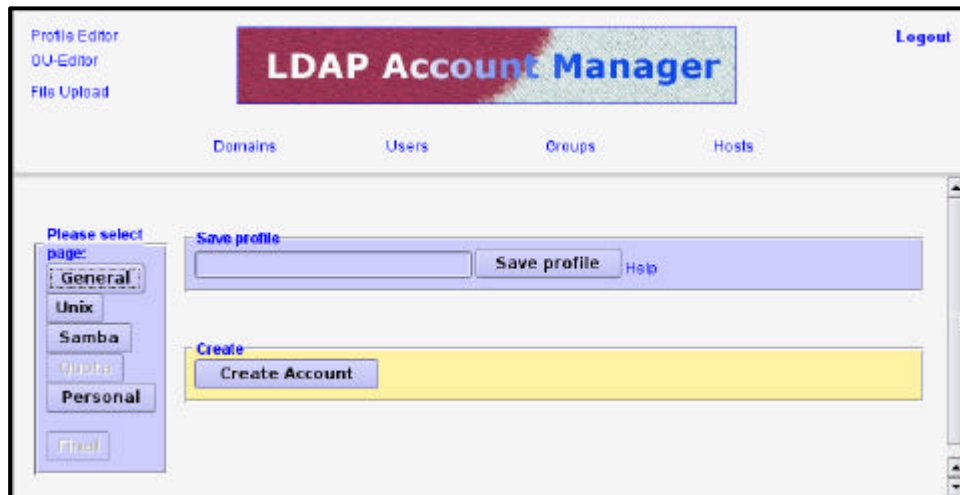 Profile Editor
OU-Editor
File Upload
LDAP Account Manager
Logout
Domains Users Groups Hosts
Please select page:
General
Unix
Samba
Quota
Personal
Final
Save profile
Save profile Help
Create
Create Account